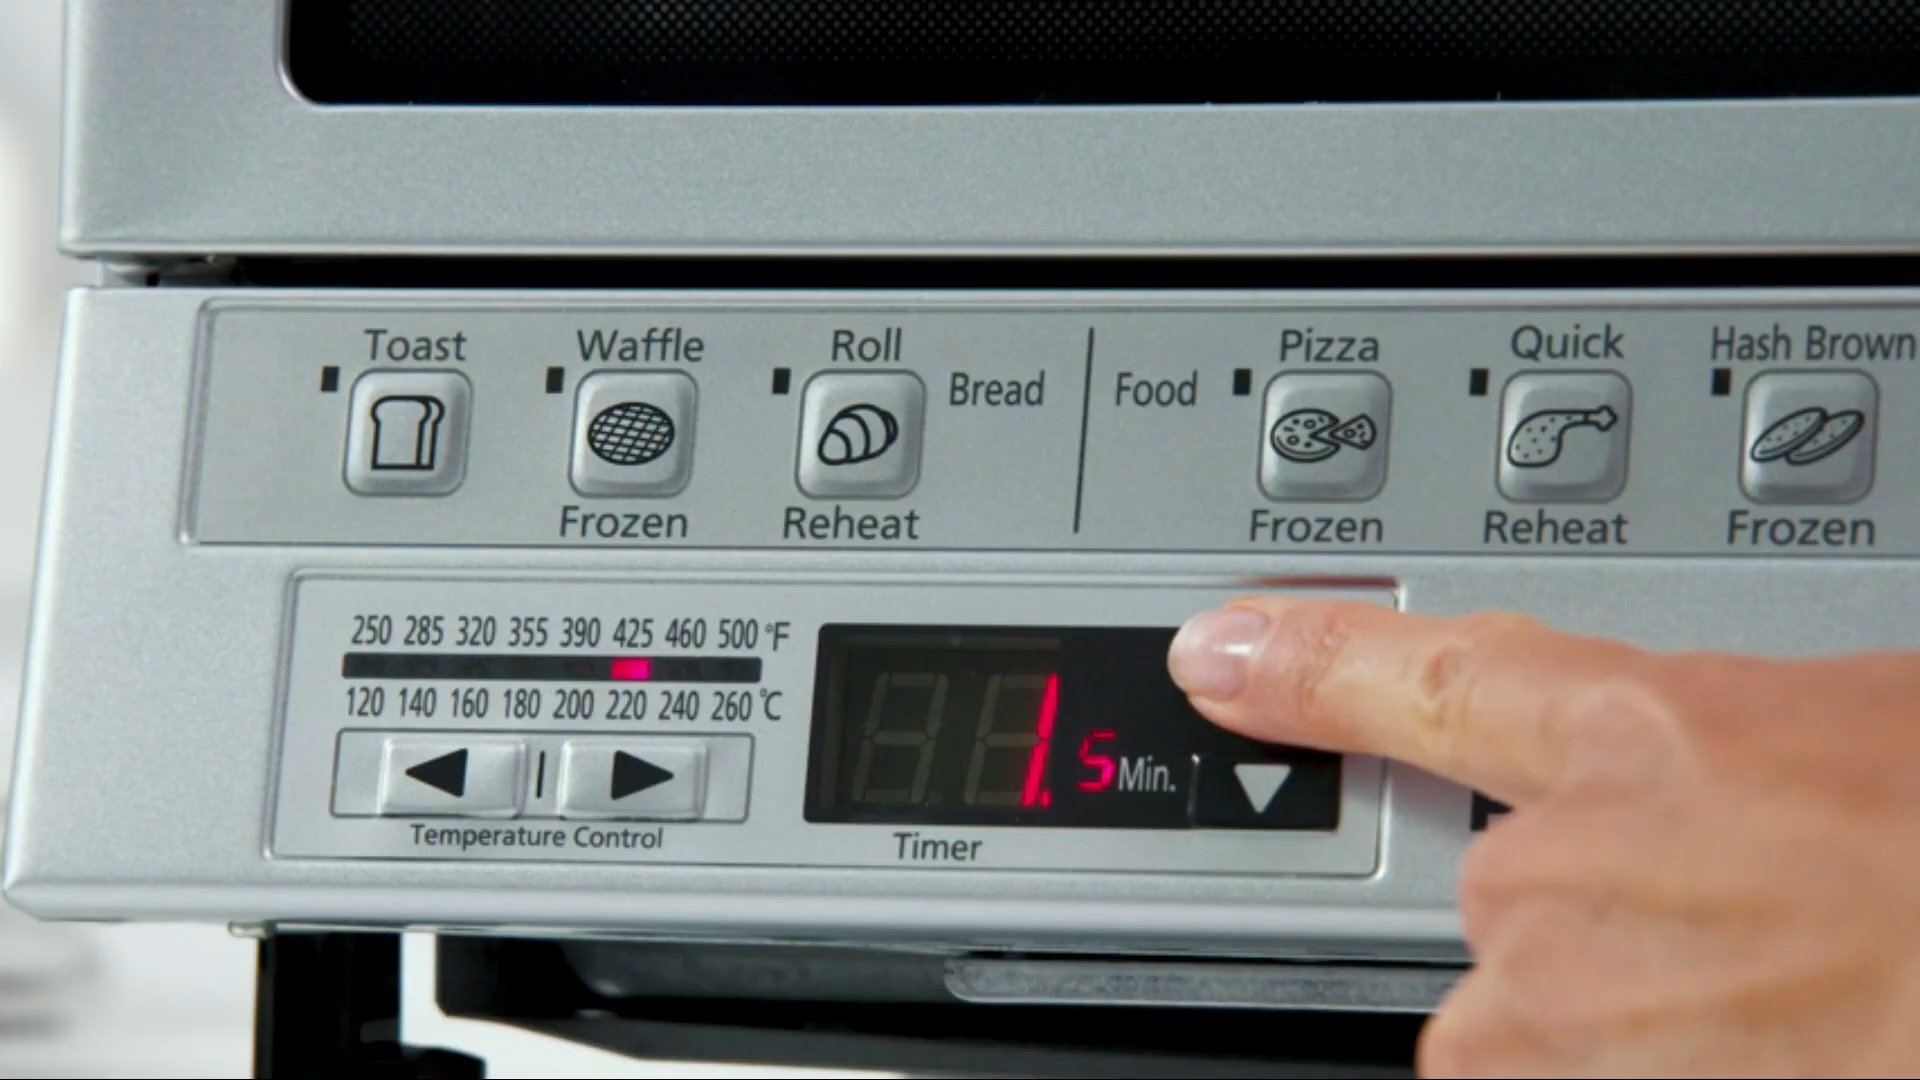 Toast Waffle Roll Pizza Quick Hash Brown
Bread Food
Frozen Reheat Frozen Reheat Frozen
250 285 320 355 390 425 460 500 °F
120 140 160 180 200 220 240 260 °C
1.5 Min.
Temperature Control
Timer